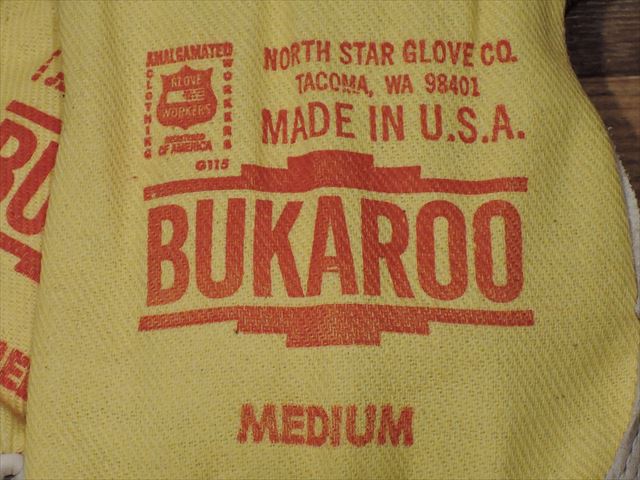 AMALGAMATED
CLOTHING
WORKERS
GLOVE
WORKERS
REGISTERED
OF AMERICA
G115
NORTH STAR GLOVE CO.
TACOMA, WA 98401
MADE IN U.S.A.
BUKAROO
MEDIUM
BU